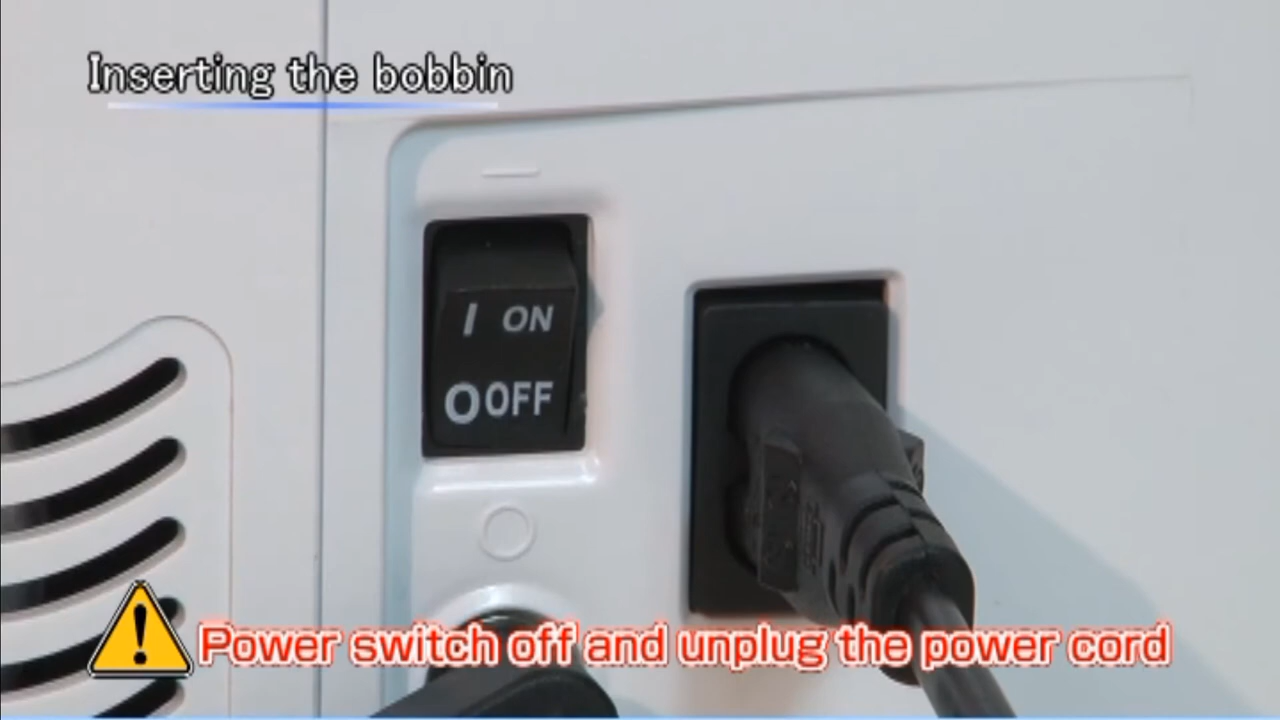 Inserting the bobbin
I ON
O OFF
Power switch off and unplug the power cord